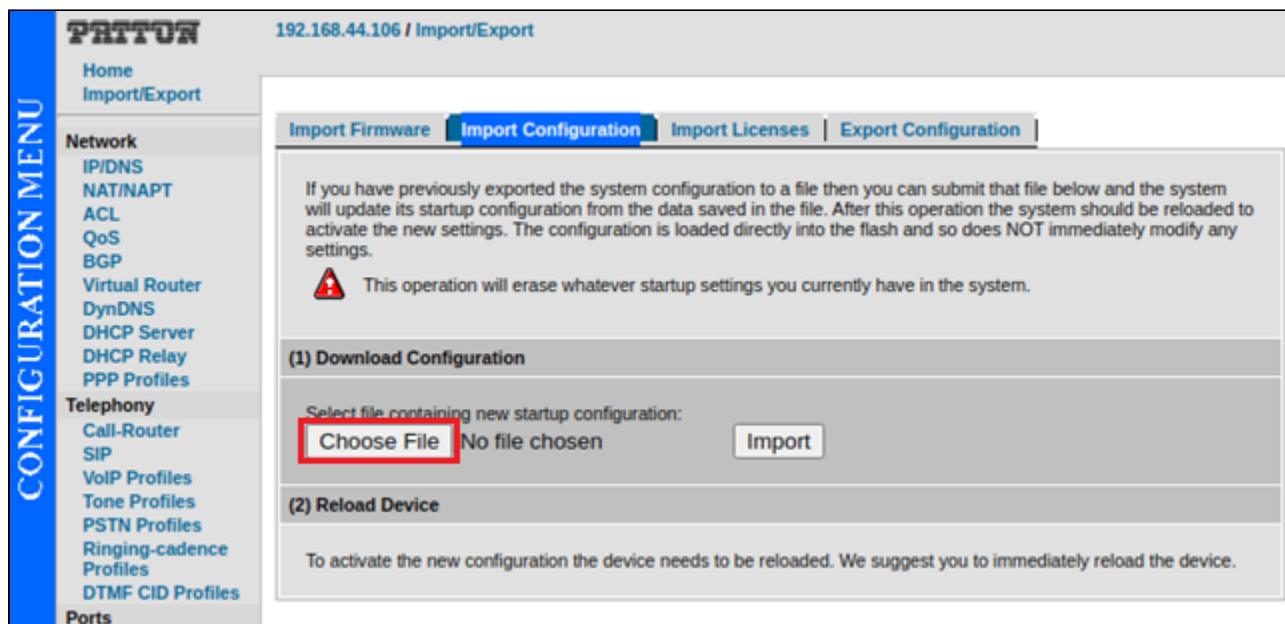 CONFIGURATION MENU
PATTON
Home
Import/Export
Network
IP/DNS
NAT/NAPT
ACL
QoS
BGP
Virtual Router
DynDNS
DHCP Server
DHCP Relay
PPP Profiles
Telephony
Call-Router
SIP
VoIP Profiles
Tone Profiles
PSTN Profiles
Ringing-cadence
Profiles
DTMF CID Profiles
Ports
192.168.44.106 / Import/Export
Import Firmware | Import Configuration | Import Licenses | Export Configuration |
If you have previously exported the system configuration to a file then you can submit that file below and the system
will update its startup configuration from the data saved in the file. After this operation the system should be reloaded to
activate the new settings. The configuration is loaded directly into the flash and so does NOT immediately modify any
settings.
This operation will erase whatever startup settings you currently have in the system.
(1) Download Configuration
Select file containing new startup configuration:
Choose File No file chosen Import
(2) Reload Device
To activate the new configuration the device needs to be reloaded. We suggest you to immediately reload the device.